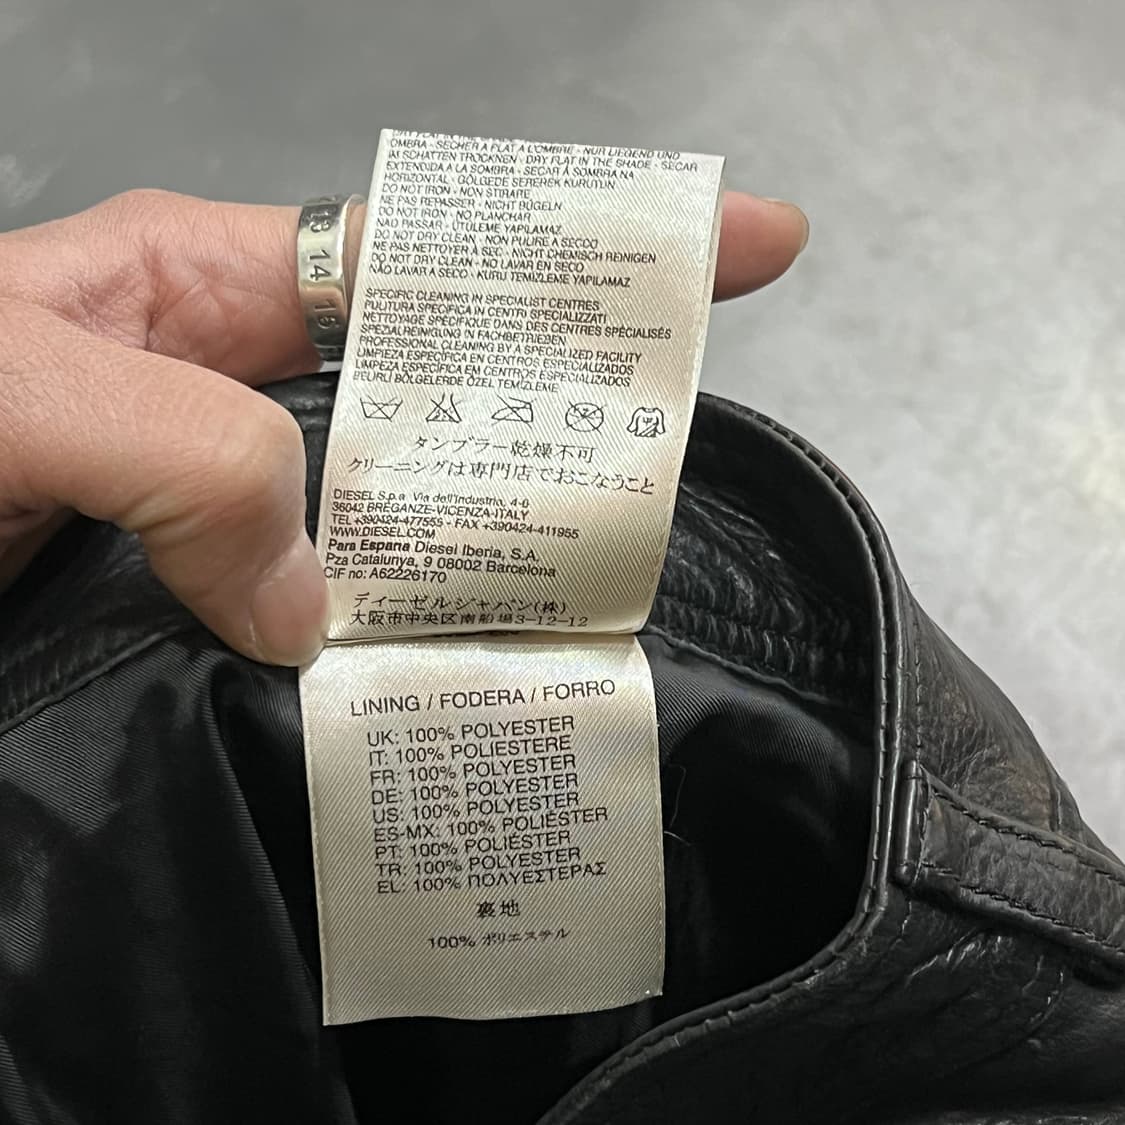 13 14 15
OMBRA - SECHER A FLAT A L'OMBRE - NUR LIEGEND UND
IM SCHATTEN TROCKNEN - DRY FLAT IN THE SHADE - SECAR
EXTENDIDA A LA SOMBRA - SECAR À SOMBRA NA
HORIZONTAL - GÖLGEDE SEREREK KURUTUN
DO NOT IRON - NON STIRARE
NE PAS REPASSER - NICHT BÜGELN
DO NOT IRON - NO PLANCHAR
NÃO PASSAR - ÜTÜLEME YAPILAMAZ
DO NOT DRY CLEAN - NON PULIRE A SECCO
NE PAS NETTOYER A SEC - NICHT CHEMISCH REINIGEN
DO NOT DRY CLEAN - NO LAVAR EN SECO
NÃO LAVAR A SECO - KURU TEMİZLEME YAPILAMAZ
SPECIFIC CLEANING IN SPECIALIST CENTRES
PULITURA SPECIFICA IN CENTRI SPECIALIZZATI
NETTOYAGE SPÉCIFIQUE DANS DES CENTRES SPÉCIALISÉS
SPEZIALREINIGUNG IN FACHBETRIEBEN
PROFESSIONAL CLEANING BY A SPECIALIZED FACILITY
LIMPIEZA ESPECÍFICA EN CENTROS ESPECIALIZADOS
LIMPEZA ESPECÍFICA EM CENTROS ESPECIALIZADOS
BELİRLİ BÖLGELERDE ÖZEL TEMİZLEME
タンブラー乾燥不可
クリーニングは専門店でおこなうこと
DIESEL S.p.a Via dell'Industria, 4-6
36042 BREGANZE-VICENZA-ITALY
TEL +390424-477555 - FAX +390424-411955
WWW.DIESEL.COM
Para Espana Diesel Iberia, S.A.
Pza Catalunya, 9 08002 Barcelona
CIF no: A62226170
ディーゼルジャパン(株)
大阪市中央区南船場3-12-12
LINING / FODERA / FORRO
UK: 100% POLYESTER
IT: 100% POLIESTERE
FR: 100% POLYESTER
DE: 100% POLYESTER
US: 100% POLYESTER
ES-MX: 100% POLIÉSTER
PT: 100% POLIÉSTER
TR: 100% POLYESTER
EL: 100% ΠΟΛΥΕΣΤΕΡΑΣ
裏地
100% ポリエステル